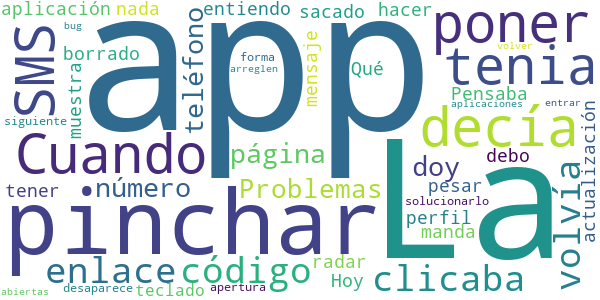 aplicación nada entiendo sacado hacer
bug
app
poner
SMS
borrado
teléfono
forma
arreglen
mensaje
Qué
volver
tenia
muestra
Pensaba
aplicaciones entrar
siguiente
decía
La
Cuando
página
doy
debo
volvía
actualización
tener
número
Problemas
pesar
pinchar
solucionarlo
perfil
manda
enlace
código
radar
Hoy
clicaba
abiertas
desaparece
teclado
apertura